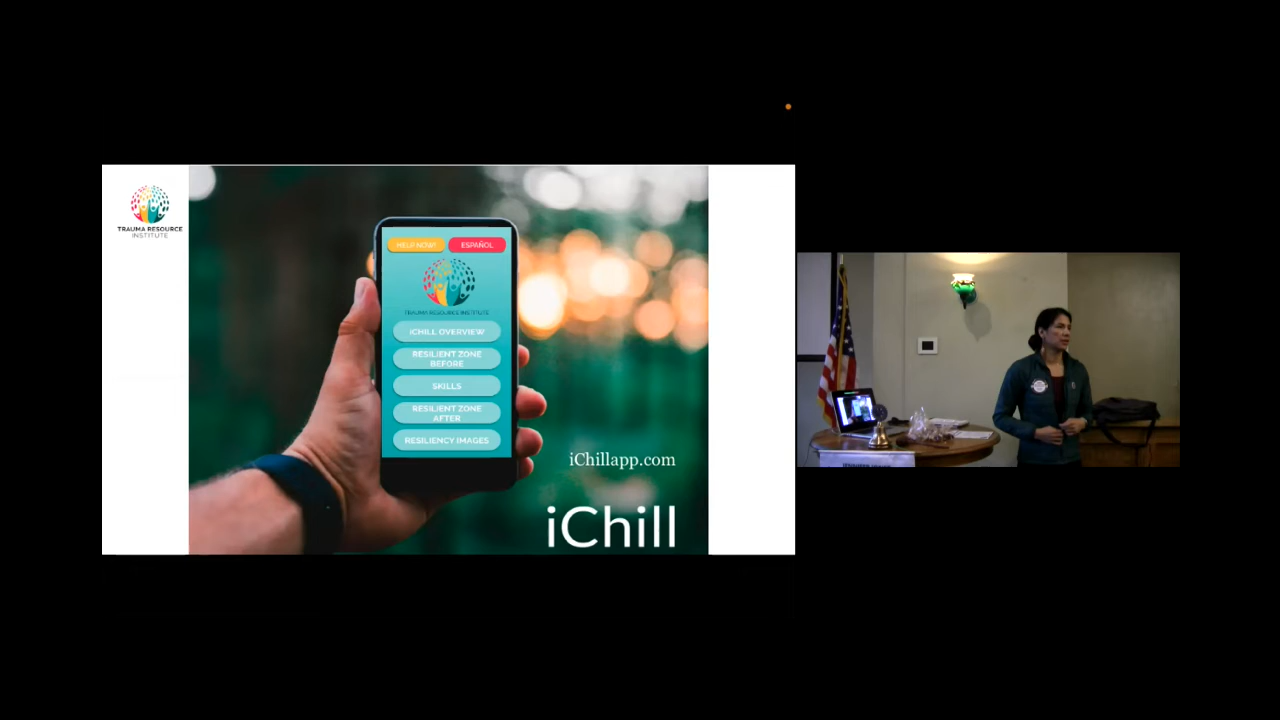 TRAUMA RESOURCE
INSTITUTE
HELP NOW!
ESPAÑOL
TRAUMA RESOURCE INSTITUTE
iCHILL OVERVIEW
RESILIENT ZONE
BEFORE
SKILLS
RESILIENT ZONE
AFTER
RESILIENCY IMAGES
iChillapp.com
iChill